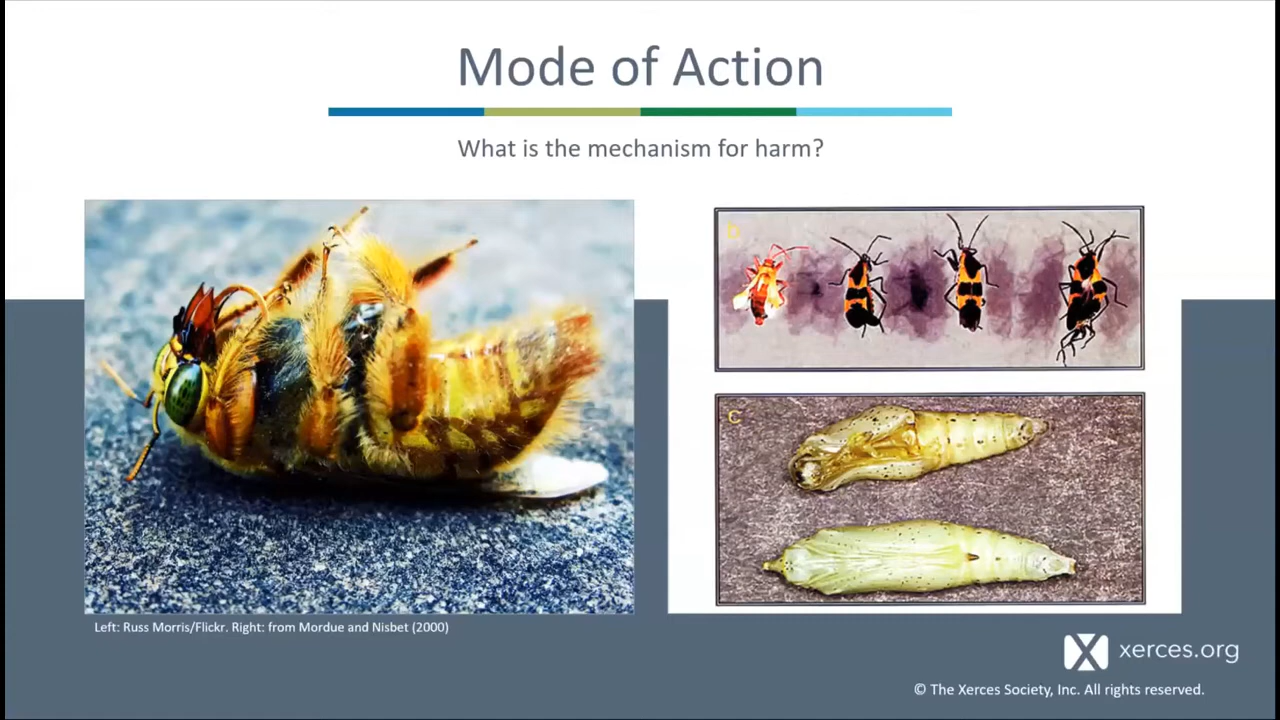 Mode of Action
What is the mechanism for harm?
b
c
Left: Russ Morris/Flickr. Right: from Mordue and Nisbet (2000)
xerces.org
© The Xerces Society, Inc. All rights reserved.